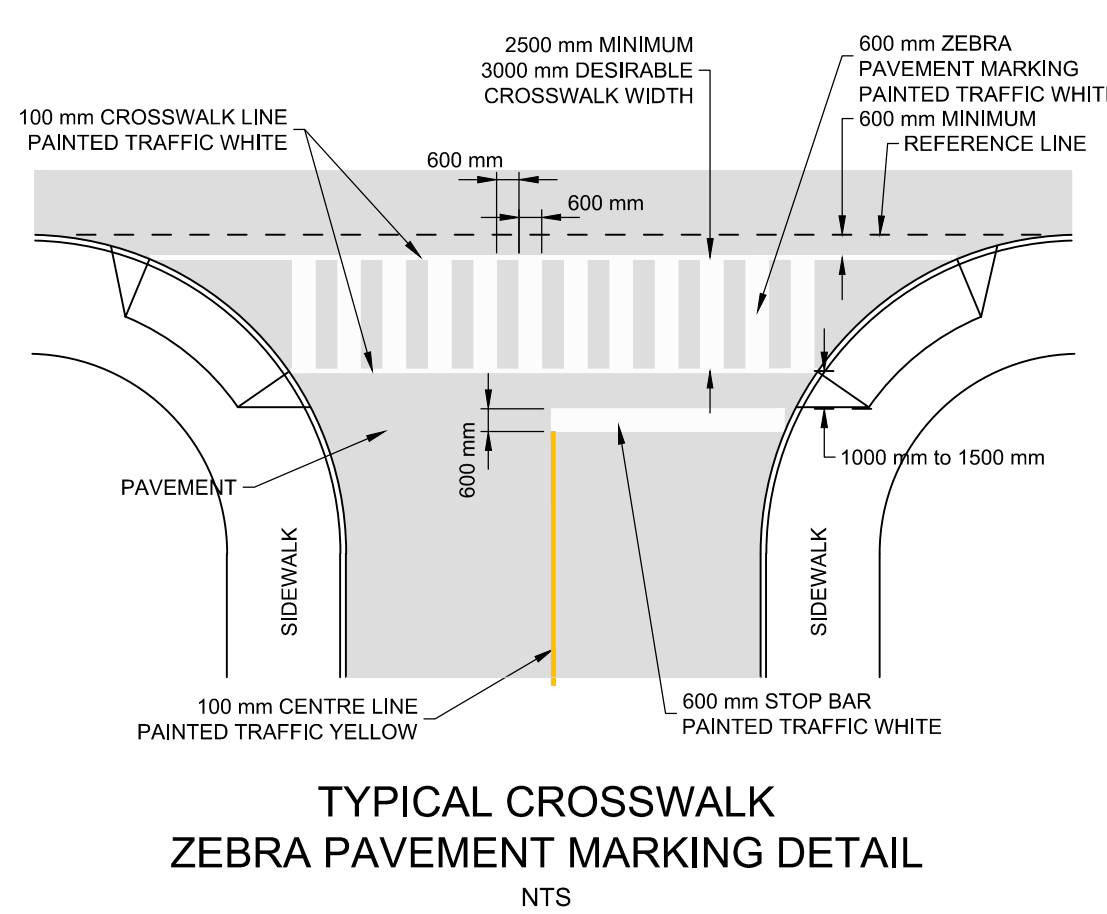 2500 mm MINIMUM
3000 mm DESIRABLE
CROSSWALK WIDTH
600 mm ZEBRA
PAVEMENT MARKING
PAINTED TRAFFIC WHITE
600 mm MINIMUM
REFERENCE LINE
100 mm CROSSWALK LINE
PAINTED TRAFFIC WHITE
600 mm
600 mm
600 mm
1000 mm to 1500 mm
PAVEMENT
SIDEWALK
SIDEWALK
100 mm CENTRE LINE
PAINTED TRAFFIC YELLOW
600 mm STOP BAR
PAINTED TRAFFIC WHITE
TYPICAL CROSSWALK
ZEBRA PAVEMENT MARKING DETAIL
NTS